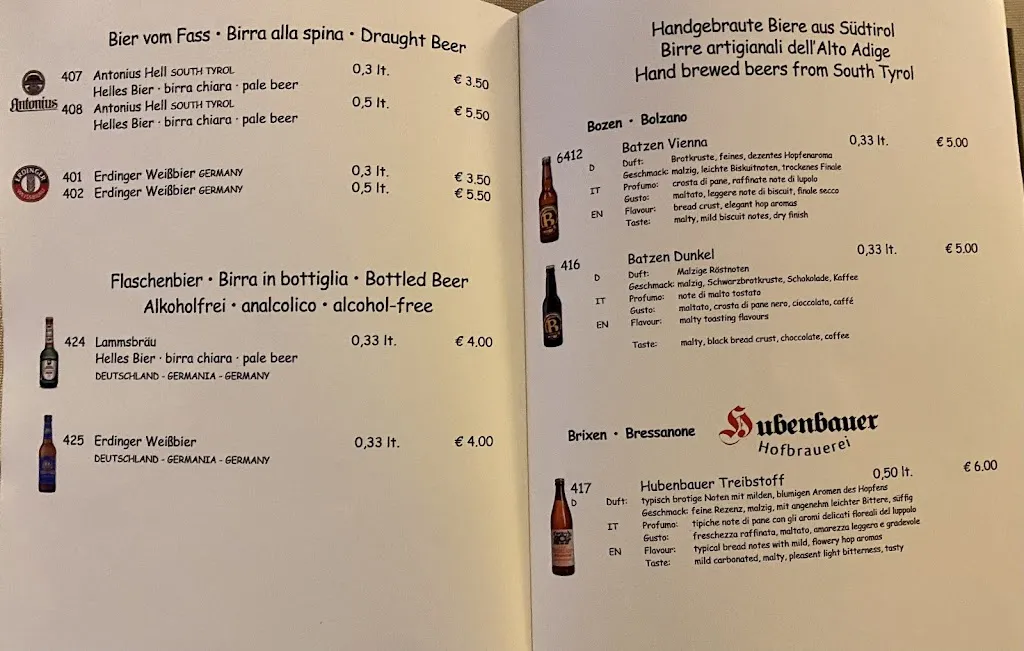 Bier vom Fass • Birra alla spina • Draught Beer
Antonius
407 Antonius Hell SOUTH TYROL 0,3 lt. € 3.50
Helles Bier · birra chiara · pale beer
408 Antonius Hell SOUTH TYROL 0,5 lt. € 5.50
Helles Bier · birra chiara · pale beer
ERDINGER
401 Erdinger Weißbier GERMANY 0,3 lt. € 3.50
402 Erdinger Weißbier GERMANY 0,5 lt. € 5.50
Flaschenbier • Birra in bottiglia • Bottled Beer
Alkoholfrei • analcolico • alcohol-free
424 Lammsbräu 0,33 lt. € 4.00
Helles Bier · birra chiara · pale beer
DEUTSCHLAND - GERMANIA - GERMANY
425 Erdinger Weißbier 0,33 lt. € 4.00
DEUTSCHLAND - GERMANIA - GERMANY
Handgebraute Biere aus Südtirol
Birre artigianali dell'Alto Adige
Hand brewed beers from South Tyrol
Bozen • Bolzano
6412 Batzen Vienna 0,33 lt. € 5.00
D Duft: Brotkruste, feines, dezentes Hopfenaroma
Geschmack: malzig, leichte Biskuitnoten, trockenes Finale
IT Profumo: crosta di pane, raffinate note di lupolo
Gusto: maltato, leggere note di biscuit, finale secco
EN Flavour: bread crust, elegant hop aromas
Taste: malty, mild biscuit notes, dry finish
416 Batzen Dunkel 0,33 lt. € 5.00
D Duft: Malzige Röstnoten
Geschmack: malzig, Schwarzbrotkruste, Schokolade, Kaffee
IT Profumo: note di malto tostato
Gusto: maltato, crosta di pane nero, cioccolata, caffé
EN Flavour: malty toasting flavours
Taste: malty, black bread crust, choccolate, coffee
Brixen • Bressanone
Hubenbauer
Hofbrauerei
417 Hubenbauer Treibstoff 0,50 lt. € 6.00
D Duft: typisch brotige Noten mit milden, blumigen Aromen des Hopfens
Geschmack: feine Rezenz, malzig, mit angenehm leichter Bittere, süffig
IT Profumo: tipiche note di pane con gli aromi delicati floreali del luppolo
Gusto: freschezza raffinata, maltato, amarezza leggera e gradevole
EN Flavour: typical bread notes with mild, flowery hop aromas
Taste: mild carbonated, malty, pleasent light bitterness, tasty